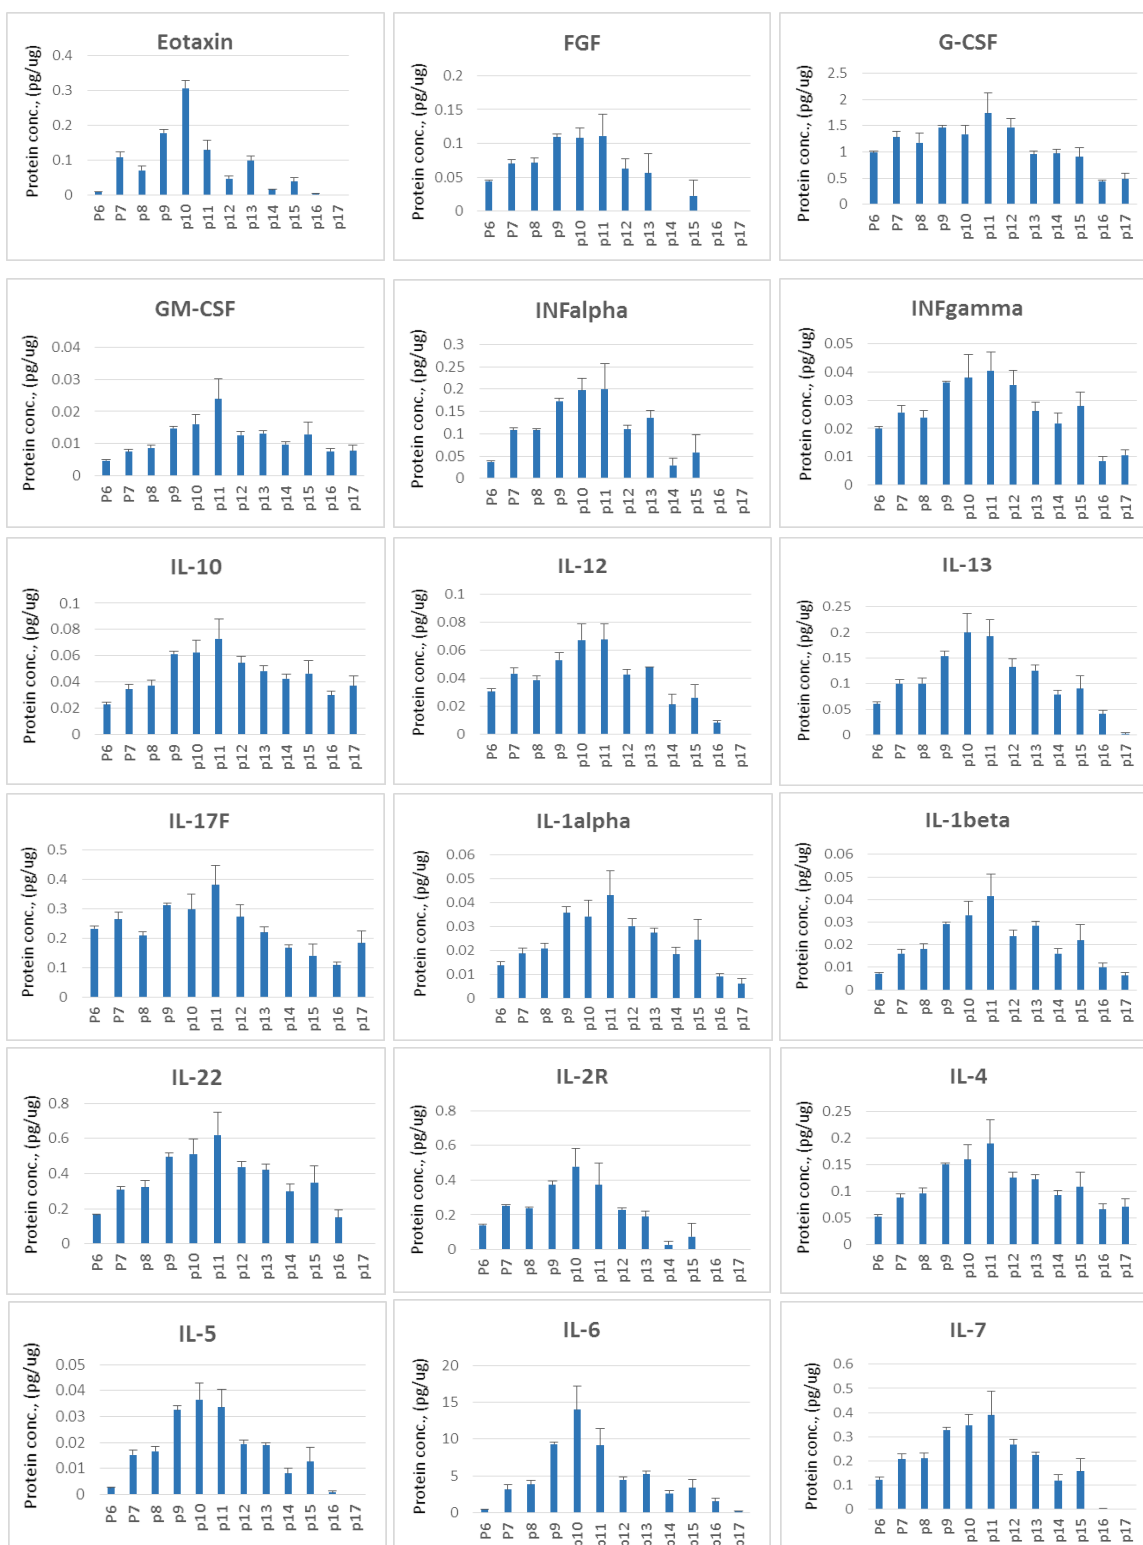 Eotaxin
Protein conc., (pg/ug)
0.4
0.3
0.2
0.1
0
P6 P7 p8 p9 p10 p11 p12 p13 p14 p15 p16 p17
FGF
Protein conc., (pg/ug)
0.2
0.15
0.1
0.05
0
P6 P7 p8 p9 p10 p11 p12 p13 p14 p15 p16 p17
G-CSF
Protein conc., (pg/ug)
2.5
2
1.5
1
0.5
0
P6 P7 p8 p9 p10 p11 p12 p13 p14 p15 p16 p17
GM-CSF
Protein conc., (pg/ug)
0.04
0.03
0.02
0.01
0
P6 P7 p8 p9 p10 p11 p12 p13 p14 p15 p16 p17
INFalpha
Protein conc., (pg/ug)
0.3
0.25
0.2
0.15
0.1
0.05
0
P6 P7 p8 p9 p10 p11 p12 p13 p14 p15 p16 p17
INFgamma
Protein conc., (pg/ug)
0.05
0.04
0.03
0.02
0.01
0
P6 P7 p8 p9 p10 p11 p12 p13 p14 p15 p16 p17
IL-10
Protein conc., (pg/ug)
0.1
0.08
0.06
0.04
0.02
0
P6 P7 p8 p9 p10 p11 p12 p13 p14 p15 p16 p17
IL-12
Protein conc., (pg/ug)
0.1
0.08
0.06
0.04
0.02
0
P6 P7 p8 p9 p10 p11 p12 p13 p14 p15 p16 p17
IL-13
Protein conc., (pg/ug)
0.25
0.2
0.15
0.1
0.05
0
P6 P7 p8 p9 p10 p11 p12 p13 p14 p15 p16 p17
IL-17F
Protein conc., (pg/ug)
0.5
0.4
0.3
0.2
0.1
0
P6 P7 p8 p9 p10 p11 p12 p13 p14 p15 p16 p17
IL-1alpha
Protein conc., (pg/ug)
0.06
0.05
0.04
0.03
0.02
0.01
0
P6 P7 p8 p9 p10 p11 p12 p13 p14 p15 p16 p17
IL-1beta
Protein conc., (pg/ug)
0.06
0.05
0.04
0.03
0.02
0.01
0
P6 P7 p8 p9 p10 p11 p12 p13 p14 p15 p16 p17
IL-22
Protein conc., (pg/ug)
0.8
0.6
0.4
0.2
0
P6 P7 p8 p9 p10 p11 p12 p13 p14 p15 p16 p17
IL-2R
Protein conc., (pg/ug)
0.8
0.6
0.4
0.2
0
P6 P7 p8 p9 p10 p11 p12 p13 p14 p15 p16 p17
IL-4
Protein conc., (pg/ug)
0.25
0.2
0.15
0.1
0.05
0
P6 P7 p8 p9 p10 p11 p12 p13 p14 p15 p16 p17
IL-5
Protein conc., (pg/ug)
0.05
0.04
0.03
0.02
0.01
0
P6 P7 p8 p9 p10 p11 p12 p13 p14 p15 p16 p17
IL-6
Protein conc., (pg/ug)
20
15
10
5
0
P6 P7 p8 p9 p10 p11 p12 p13 p14 p15 p16 p17
IL-7
Protein conc., (pg/ug)
0.6
0.5
0.4
0.3
0.2
0.1
0
P6 P7 p8 p9 p10 p11 p12 p13 p14 p15 p16 p17